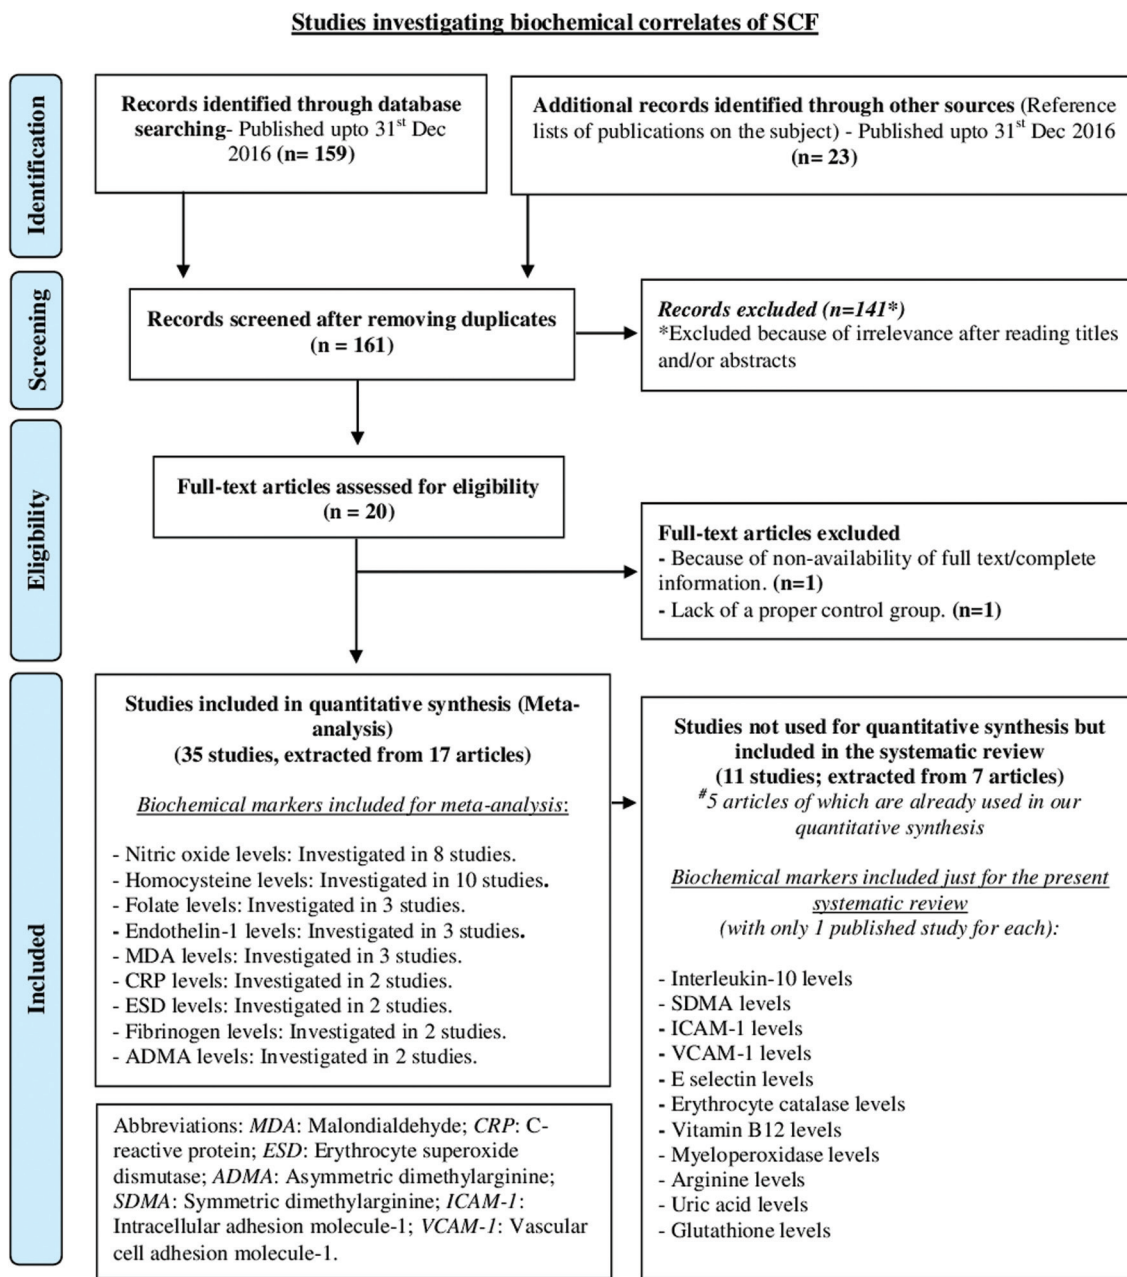 Studies investigating biochemical correlates of SCF
Identification
Records identified through database
searching- Published upto 31st Dec
2016 (n= 159)
Additional records identified through other sources (Reference
lists of publications on the subject) - Published upto 31st Dec 2016
(n= 23)
Screening
Records screened after removing duplicates
(n = 161)
Records excluded (n=141*)
*Excluded because of irrelevance after reading titles
and/or abstracts
Eligibility
Full-text articles assessed for eligibility
(n = 20)
Full-text articles excluded
- Because of non-availability of full text/complete
information. (n=1)
- Lack of a proper control group. (n=1)
Included
Studies included in quantitative synthesis (Meta-
analysis)
(35 studies, extracted from 17 articles)
Biochemical markers included for meta-analysis:
- Nitric oxide levels: Investigated in 8 studies.
- Homocysteine levels: Investigated in 10 studies.
- Folate levels: Investigated in 3 studies.
- Endothelin-1 levels: Investigated in 3 studies.
- MDA levels: Investigated in 3 studies.
- CRP levels: Investigated in 2 studies.
- ESD levels: Investigated in 2 studies.
- Fibrinogen levels: Investigated in 2 studies.
- ADMA levels: Investigated in 2 studies.
Studies not used for quantitative synthesis but
included in the systematic review
(11 studies; extracted from 7 articles)
#5 articles of which are already used in our
quantitative synthesis
Biochemical markers included just for the present
systematic review
(with only 1 published study for each):
- Interleukin-10 levels
- SDMA levels
- ICAM-1 levels
- VCAM-1 levels
- E selectin levels
- Erythrocyte catalase levels
- Vitamin B12 levels
- Myeloperoxidase levels
- Arginine levels
- Uric acid levels
- Glutathione levels
Abbreviations: MDA: Malondialdehyde; CRP: C-
reactive protein; ESD: Erythrocyte superoxide
dismutase; ADMA: Asymmetric dimethylarginine;
SDMA: Symmetric dimethylarginine; ICAM-1:
Intracellular adhesion molecule-1; VCAM-1: Vascular
cell adhesion molecule-1.